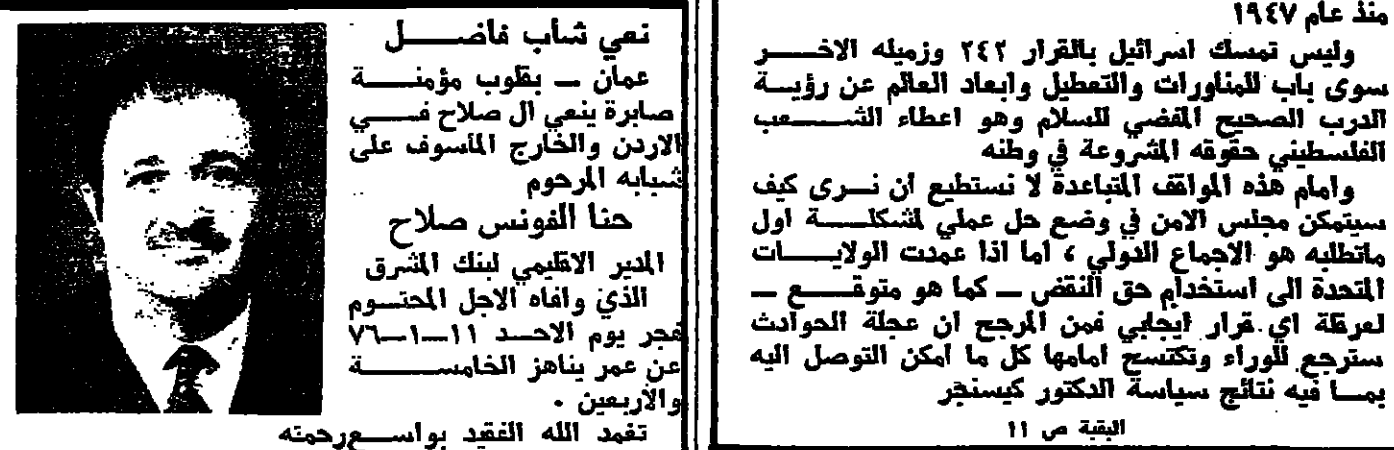 منذ عام ١٩٤٧
وليس تمسك اسرائيل بالقرار ٢٤٢ وزميله الاخر
سوى باب للمناورات والتعطيل وابعاد العالم عن رؤية
الدرب الصحيح المفضي للسلام وهو اعطاء الشعب
الفلسطيني حقوقه المشروعة في وطنه
وامام هذه المواقف المتباعدة لا نستطيع ان نرى كيف
سيتمكن مجلس الامن في وضع حل عملي لمشكلة اول
ماتطلبه هو الاجماع الدولي ، اما اذا عمدت الولايات
المتحدة الى استخدام حق النقض ـ كما هو متوقع ـ
لعرقلة اي قرار ايجابي فمن المرجح ان عجلة الحوادث
سترجع للوراء وتكتسح امامها كل ما امكن التوصل اليه
بما فيه نتائج سياسة الدكتور كيسنجر
البقية ص ١١
نعي شاب فاضل
عمان ـ بقلوب مؤمنة
صابرة ينعي ال صلاح في
الاردن والخارج المأسوف على
شبابه المرحوم
حنا الفونس صلاح
المدير الاقليمي لبنك المشرق
الذي وافاه الاجل المحتوم
فجر يوم الاحد ١١ـ١ـ٧٦
عن عمر يناهز الخامسة
والاربعين .
تغمد الله الفقيد بواسع رحمته